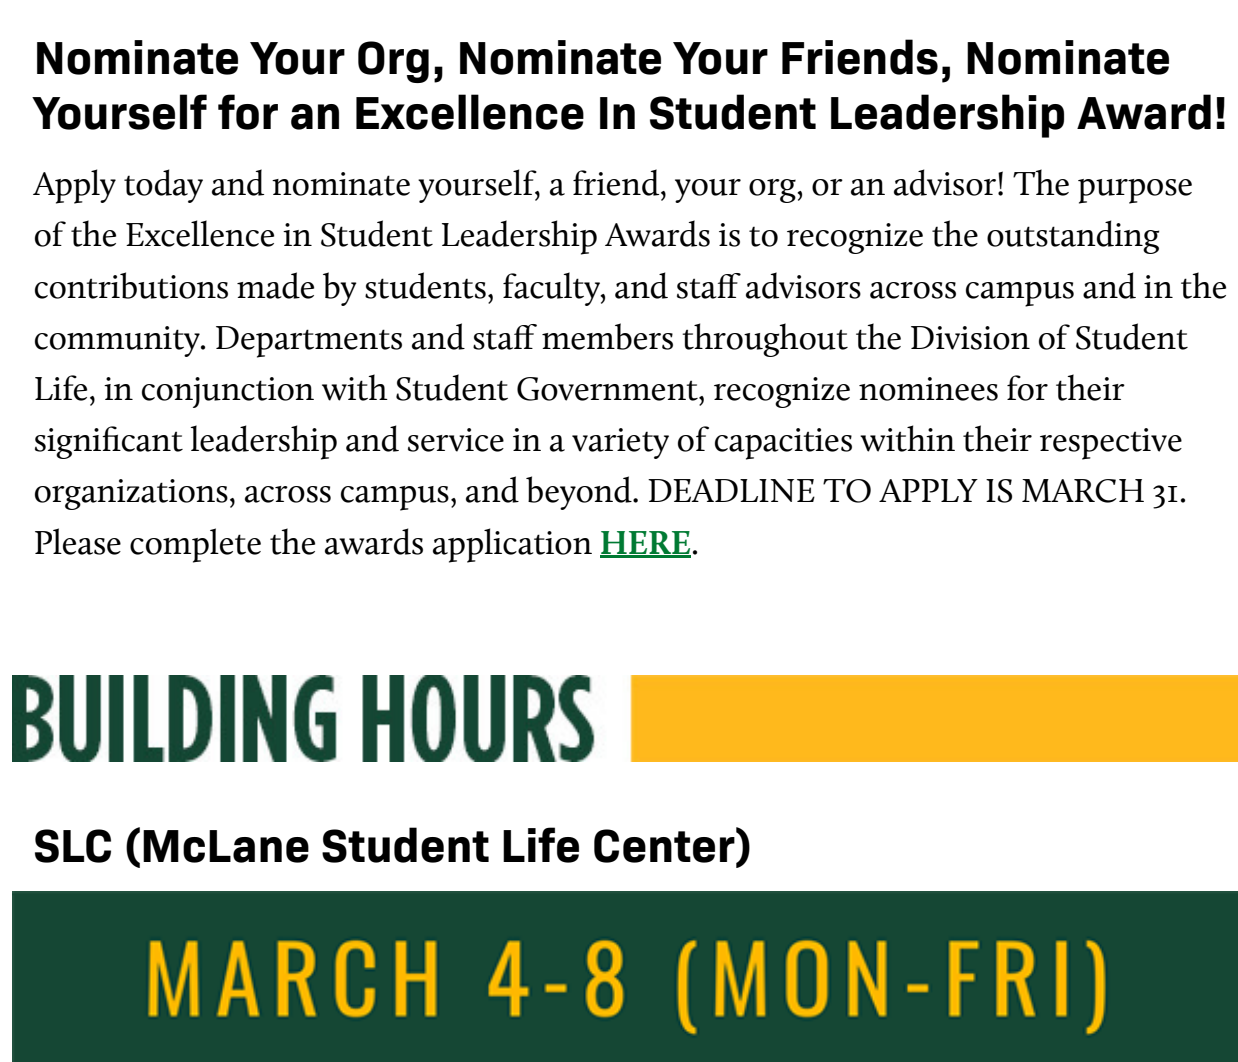 Nominate Your Org, Nominate Your Friends, Nominate
Yourself for an Excellence In Student Leadership Award!
Apply today and nominate yourself, a friend, your org, or an advisor! The purpose
of the Excellence in Student Leadership Awards is to recognize the outstanding
contributions made by students, faculty, and staff advisors across campus and in the
community. Departments and staff members throughout the Division of Student
Life, in conjunction with Student Government, recognize nominees for their
significant leadership and service in a variety of capacities within their respective
organizations, across campus, and beyond. DEADLINE TO APPLY IS MARCH 31.
Please complete the awards application HERE.
BUILDING HOURS
SLC (McLane Student Life Center)
MARCH 4-8 (MON-FRI)